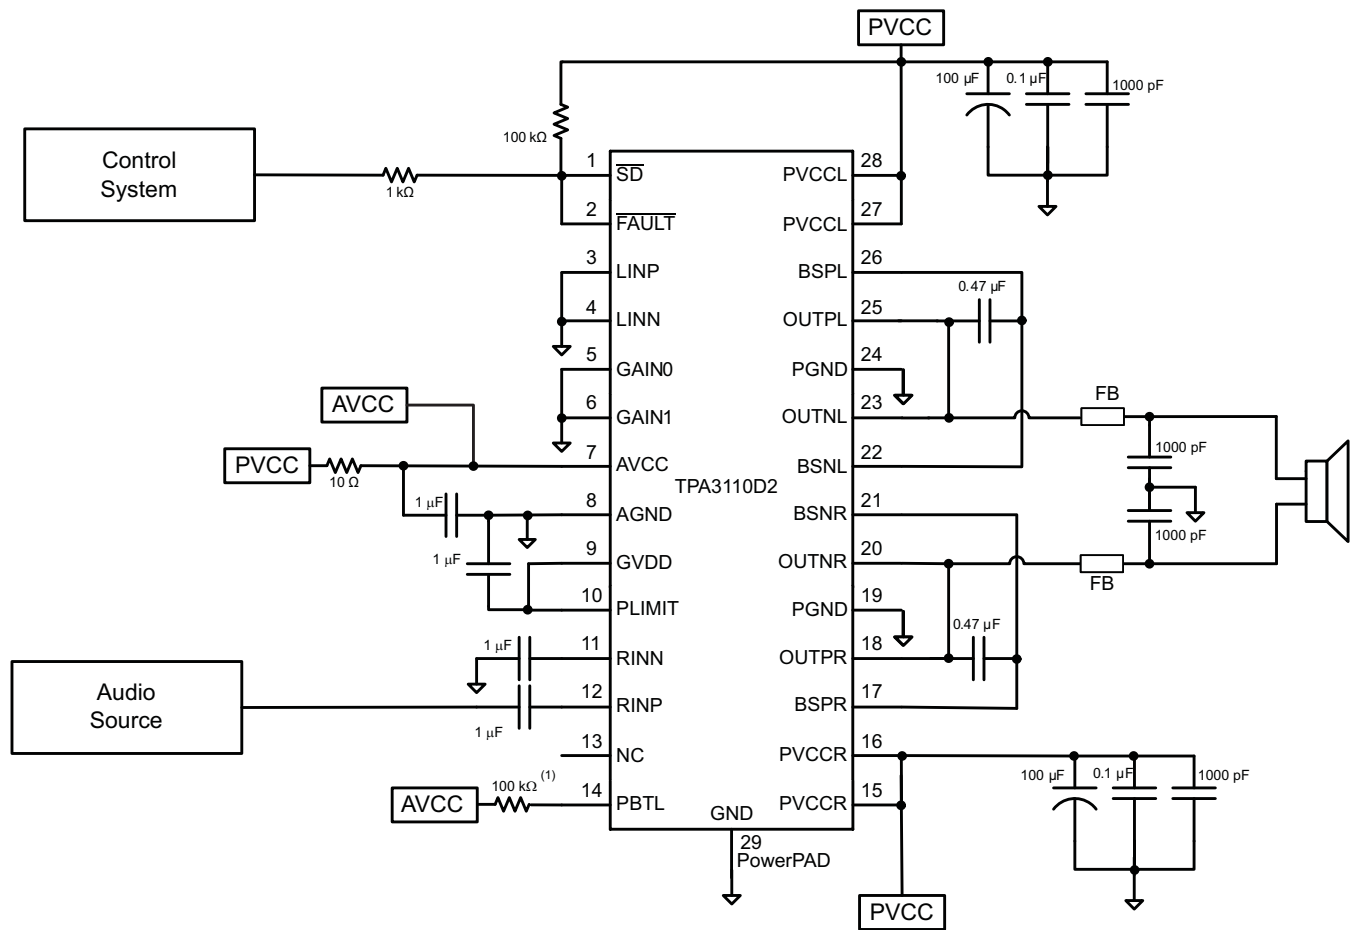 PVCC
100 µF
0.1 µF
1000 pF
100 kΩ
Control
System
1 kΩ
1
SD
2
FAULT
3
LINP
4
LINN
5
GAIN0
6
GAIN1
AVCC
PVCC
10 Ω
7
AVCC
TPA3110D2
1 µF
8
AGND
1 µF
9
GVDD
10
PLIMIT
1 µF
11
RINN
Audio
Source
12
RINP
1 µF
13
NC
AVCC
100 kΩ (1)
14
PBTL
GND
29
PowerPAD
28
PVCCL
27
PVCCL
26
BSPL
0.47 µF
25
OUTPL
24
PGND
23
OUTNL
FB
22
BSNL
1000 pF
21
BSNR
1000 pF
20
OUTNR
FB
19
PGND
0.47 µF
18
OUTPR
17
BSPR
16
PVCCR
15
PVCCR
100 µF
0.1 µF
1000 pF
PVCC